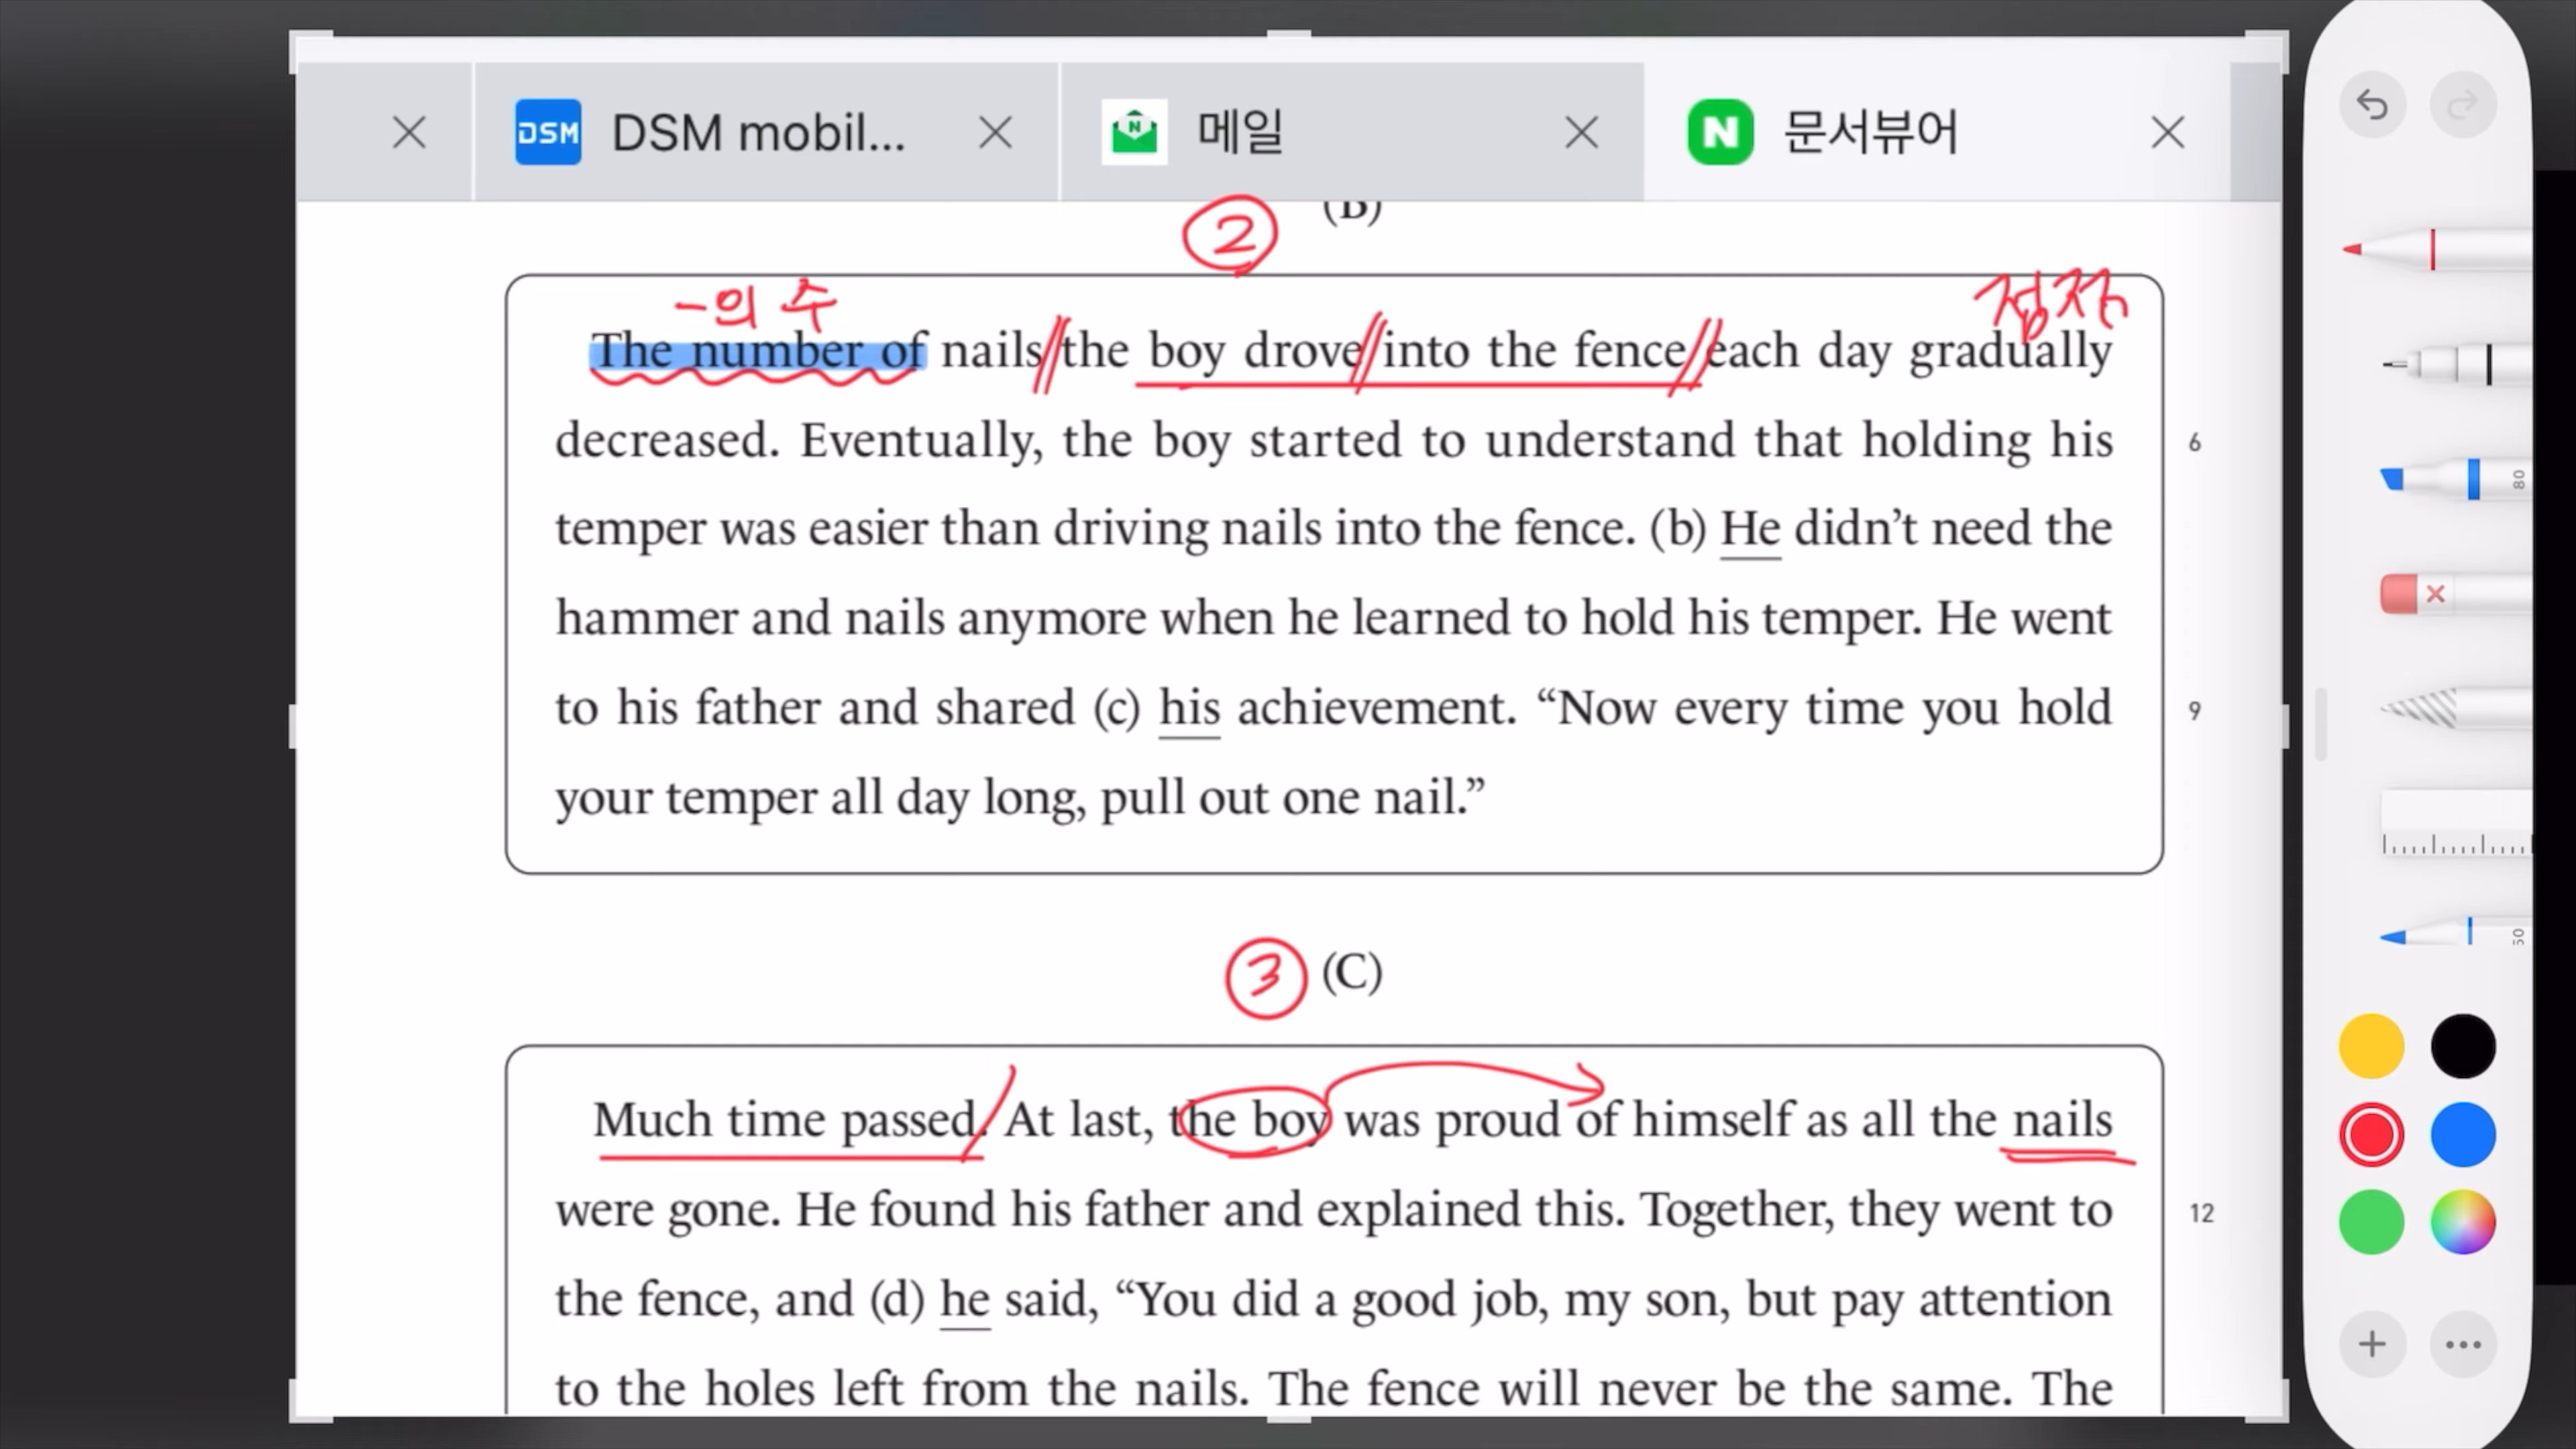 DSM DSM mobil... 메일 N 문서뷰어
② (B)
-의 수 점점
The number of nails the boy drove into the fence each day gradually
decreased. Eventually, the boy started to understand that holding his 6
temper was easier than driving nails into the fence. (b) He didn’t need the
hammer and nails anymore when he learned to hold his temper. He went
to his father and shared (c) his achievement. “Now every time you hold 9
your temper all day long, pull out one nail.”
③ (C)
Much time passed. At last, the boy was proud of himself as all the nails
were gone. He found his father and explained this. Together, they went to 12
the fence, and (d) he said, “You did a good job, my son, but pay attention
to the holes left from the nails. The fence will never be the same. The
80
50